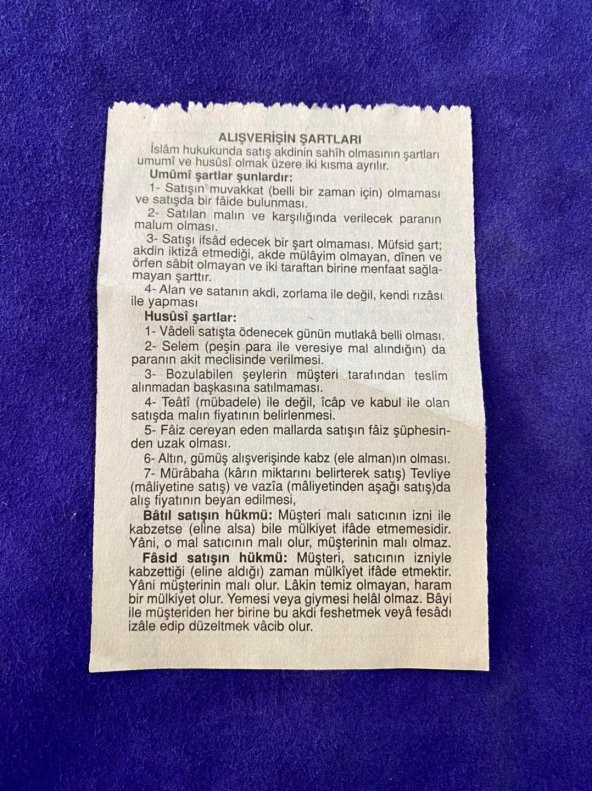 ALIŞVERİŞİN ŞARTLARI
İslâm hukukunda satış akdinin sahîh olmasının şartları
umumî ve husûsî olmak üzere iki kısma ayrılır.
Umûmî şartlar şunlardır:
1- Satışın muvakkat (belli bir zaman için) olmaması
ve satışda bir fâide bulunması.
2- Satılan malın ve karşılığında verilecek paranın
malum olması.
3- Satışı ifsâd edecek bir şart olmaması. Müfsid şart;
akdin iktizâ etmediği, akde mülâyim olmayan, dînen ve
örfen sâbit olmayan ve iki taraftan birine menfaat sağla-
mayan şarttır.
4- Alan ve satanın akdi, zorlama ile değil, kendi rızâsı
ile yapması
Husûsî şartlar:
1- Vâdeli satışta ödenecek günün mutlakâ belli olması.
2- Selem (peşin para ile veresiye mal alındığın) da
paranın akit meclisinde verilmesi.
3- Bozulabilen şeylerin müşteri tarafından teslim
alınmadan başkasına satılmaması.
4- Teâtî (mübadele) ile değil, îcâp ve kabul ile olan
satışda malın fiyatının belirlenmesi.
5- Fâiz cereyan eden mallarda satışın fâiz şüphesin-
den uzak olması.
6- Altın, gümüş alışverişinde kabz (ele alman)ın olması.
7- Mürâbaha (kârın miktarını belirterek satış) Tevliye
(mâliyetine satış) ve vazîa (mâliyetinden aşağı satış)da
alış fiyatının beyan edilmesi,
Bâtıl satışın hükmü: Müşteri malı satıcının izni ile
kabzetse (eline alsa) bile mülkiyet ifâde etmemesidir.
Yâni, o mal satıcının malı olur, müşterinin malı olmaz.
Fâsid satışın hükmü: Müşteri, satıcının izniyle
kabzettiği (eline aldığı) zaman mülkîyet ifâde etmektir.
Yâni müşterinin malı olur. Lâkin temiz olmayan, haram
bir mülkiyet olur. Yemesi veya giymesi helâl olmaz. Bâyi
ile müşteriden her birine bu akdi feshetmek veyâ fesâdı
izâle edip düzeltmek vâcib olur.